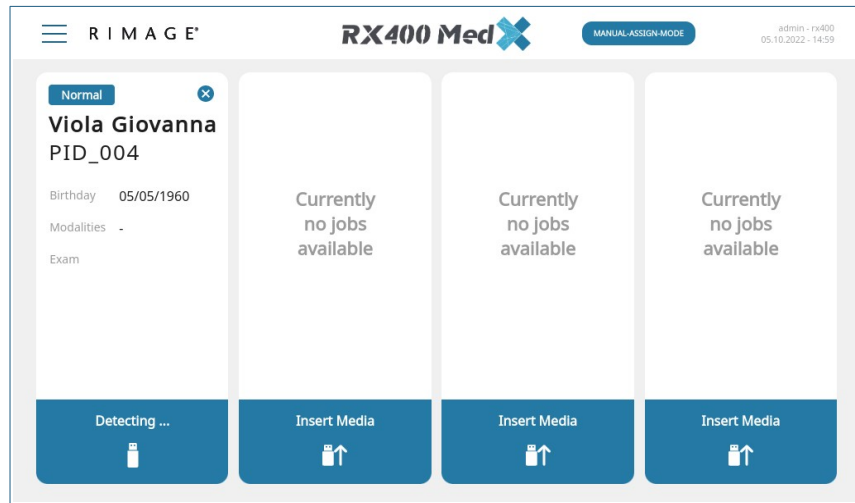 RIMAGE®
RX400 MedX
MANUAL-ASSIGN-MODE
admin - rx400
05.10.2022 - 14:59
Normal
Viola Giovanna
PID_004
Birthday 05/05/1960
Modalities -
Exam
Detecting ...
Currently
no jobs
available
Insert Media
Currently
no jobs
available
Insert Media
Currently
no jobs
available
Insert Media